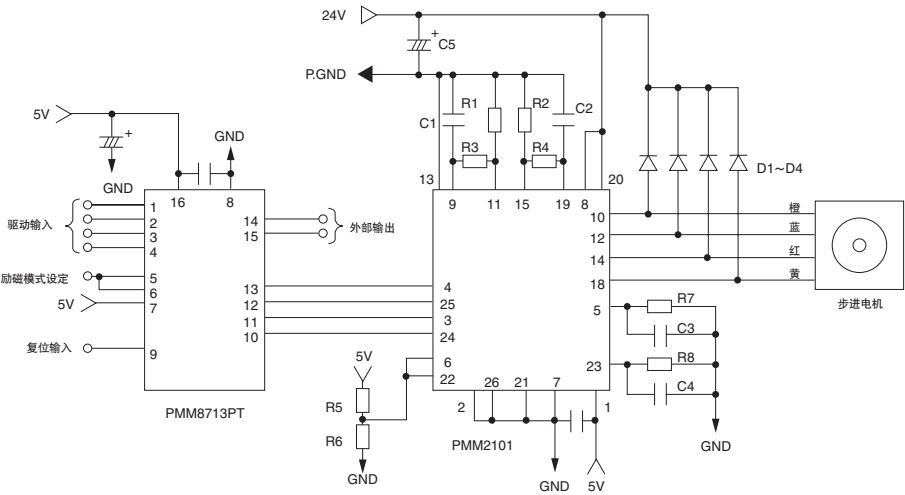 24V
+
C5
P.GND
R1
R2
C1
C2
5V
+
GND
R3
R4
D1～D4
GND
13
20
16
8
9
11
15
19
8
驱动输入
1
2
3
4
14
15
外部输出
10
橙
12
蓝
14
红
18
黄
步进电机
励磁模式设定
5
6
5V
7
13
12
11
10
4
25
3
24
5
R7
C3
复位输入
9
5V
6
22
23
R8
C4
R5
R6
26
21
7
2
1
PMM8713PT
PMM2101
GND
GND
GND
5V